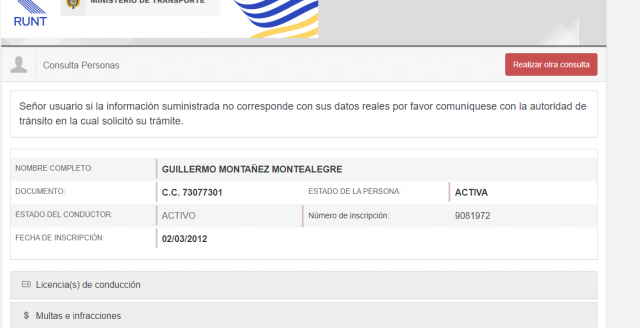 MINISTERIO DE TRANSPORTE
RUNT
Consulta Personas
Realizar otra consulta
Señor usuario si la información suministrada no corresponde con sus datos reales por favor comuníquese con la autoridad de
tránsito en la cual solicitó su trámite.
NOMBRE COMPLETO: GUILLERMO MONTAÑEZ MONTEALEGRE
DOCUMENTO: C.C. 73077301 ESTADO DE LA PERSONA: ACTIVA
ESTADO DEL CONDUCTOR: ACTIVO Número de inscripción: 9081972
FECHA DE INSCRIPCIÓN: 02/03/2012
Licencia(s) de conducción
$ Multas e infracciones